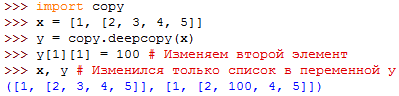 >>> import copy
>>> x = [1, [2, 3, 4, 5]]
>>> y = copy.deepcopy(x)
>>> y[1][1] = 100 # Изменяем второй элемент
>>> x, y # Изменился только список в переменной y
([1, [2, 3, 4, 5]], [1, [2, 100, 4, 5]])